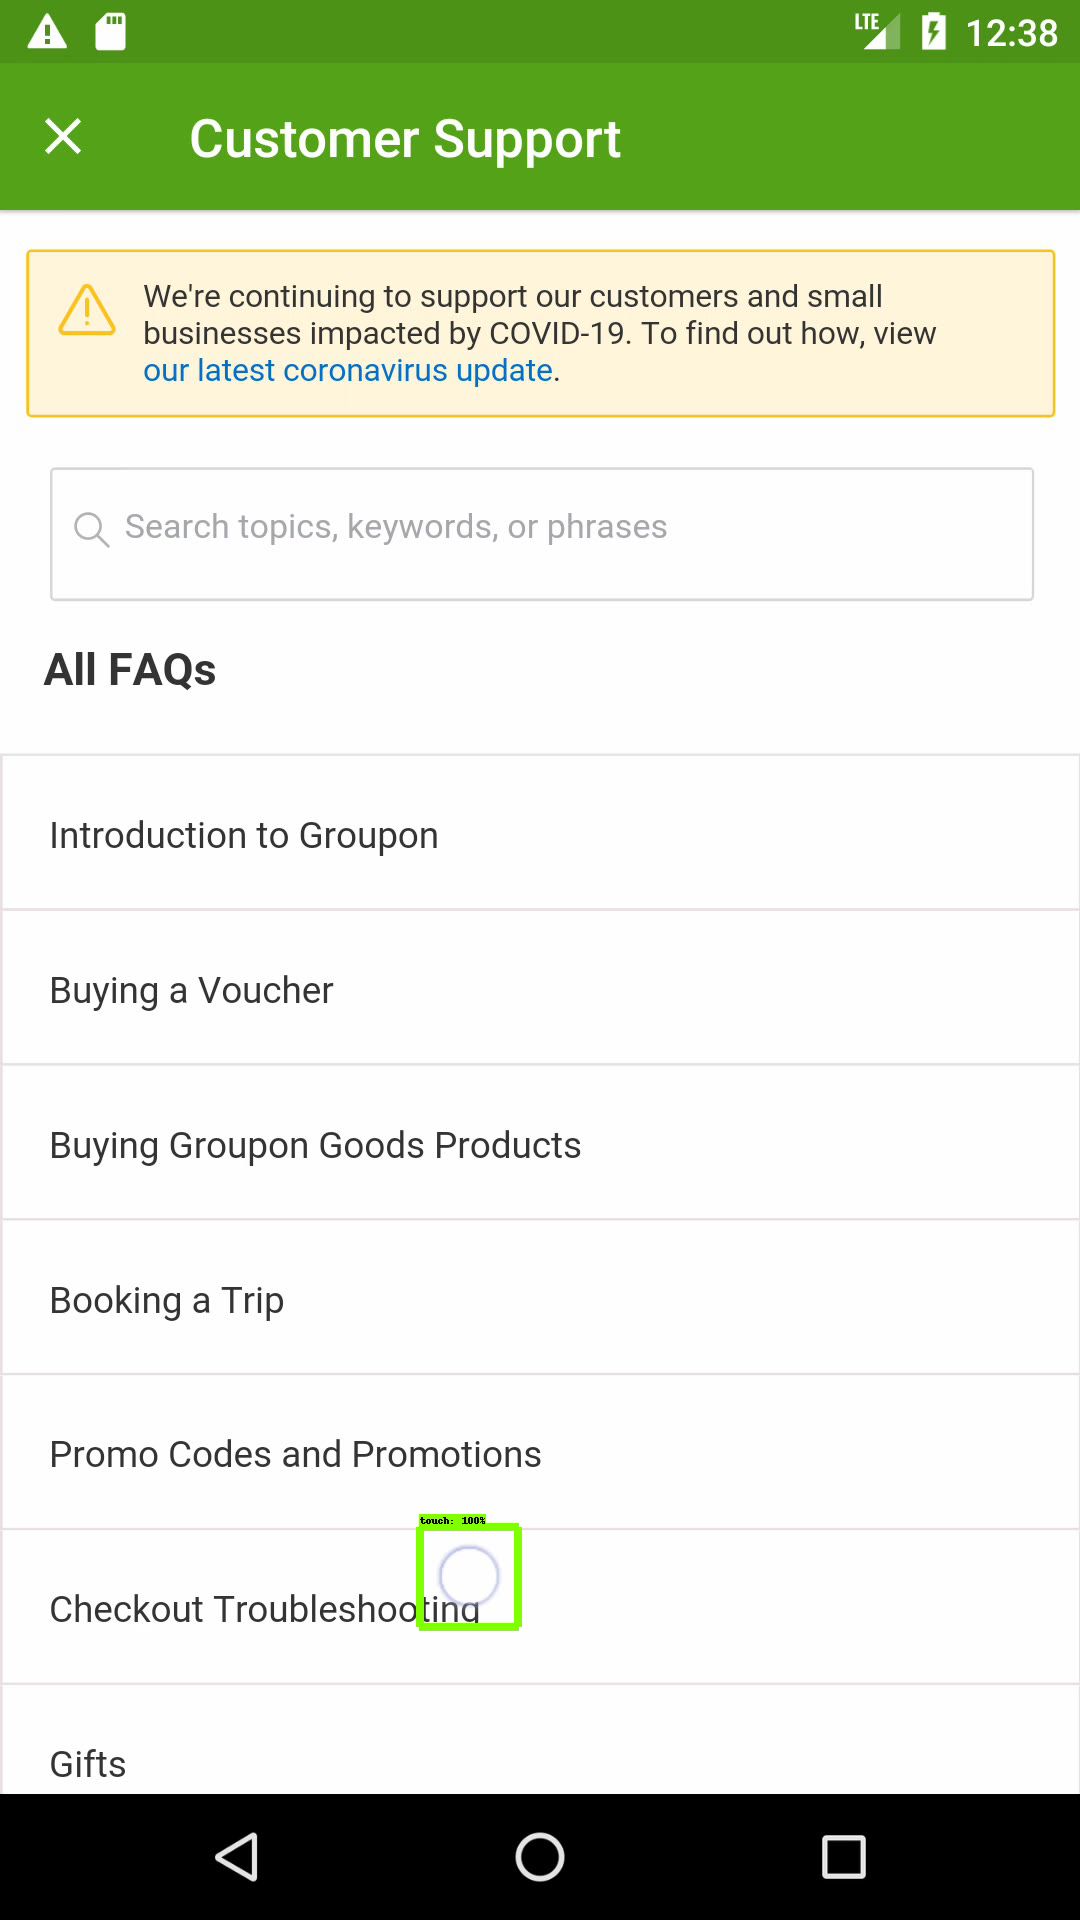 LTE 12:38
Customer Support
We're continuing to support our customers and small
businesses impacted by COVID-19. To find out how, view
our latest coronavirus update.
Search topics, keywords, or phrases
All FAQs
Introduction to Groupon
Buying a Voucher
Buying Groupon Goods Products
Booking a Trip
Promo Codes and Promotions
touch: 100%
Checkout Troubleshooting
Gifts